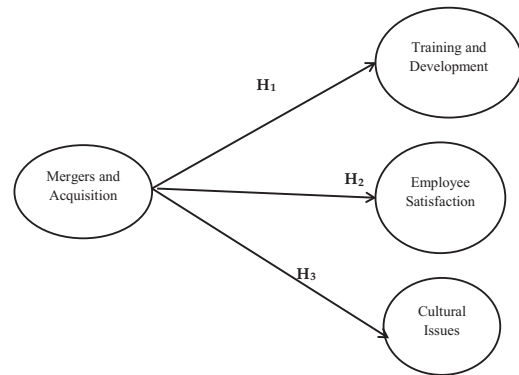 Training and
Development
H1
Mergers and
Acquisition
H2
Employee
Satisfaction
H3
Cultural
Issues